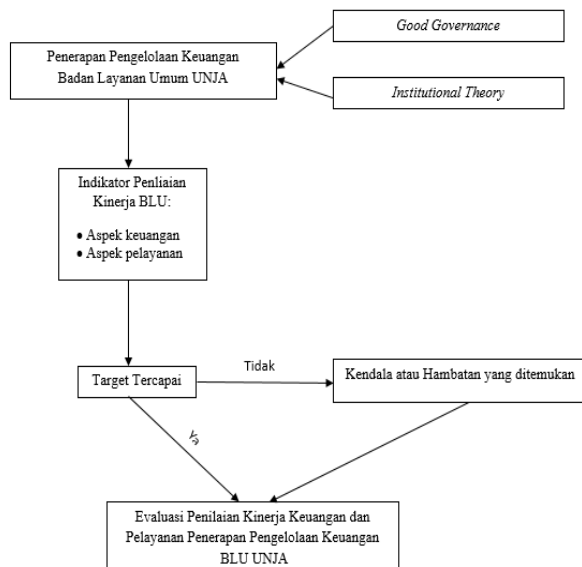 Good Governance
Penerapan Pengelolaan Keuangan
Badan Layanan Umum UNJA
Institutional Theory
Indikator Penliaian
Kinerja BLU:
• Aspek keuangan
• Aspek pelayanan
Target Tercapai
Tidak
Kendala atau Hambatan yang ditemukan
Ya
Evaluasi Penilaian Kinerja Keuangan dan
Pelayanan Penerapan Pengelolaan Keuangan
BLU UNJA